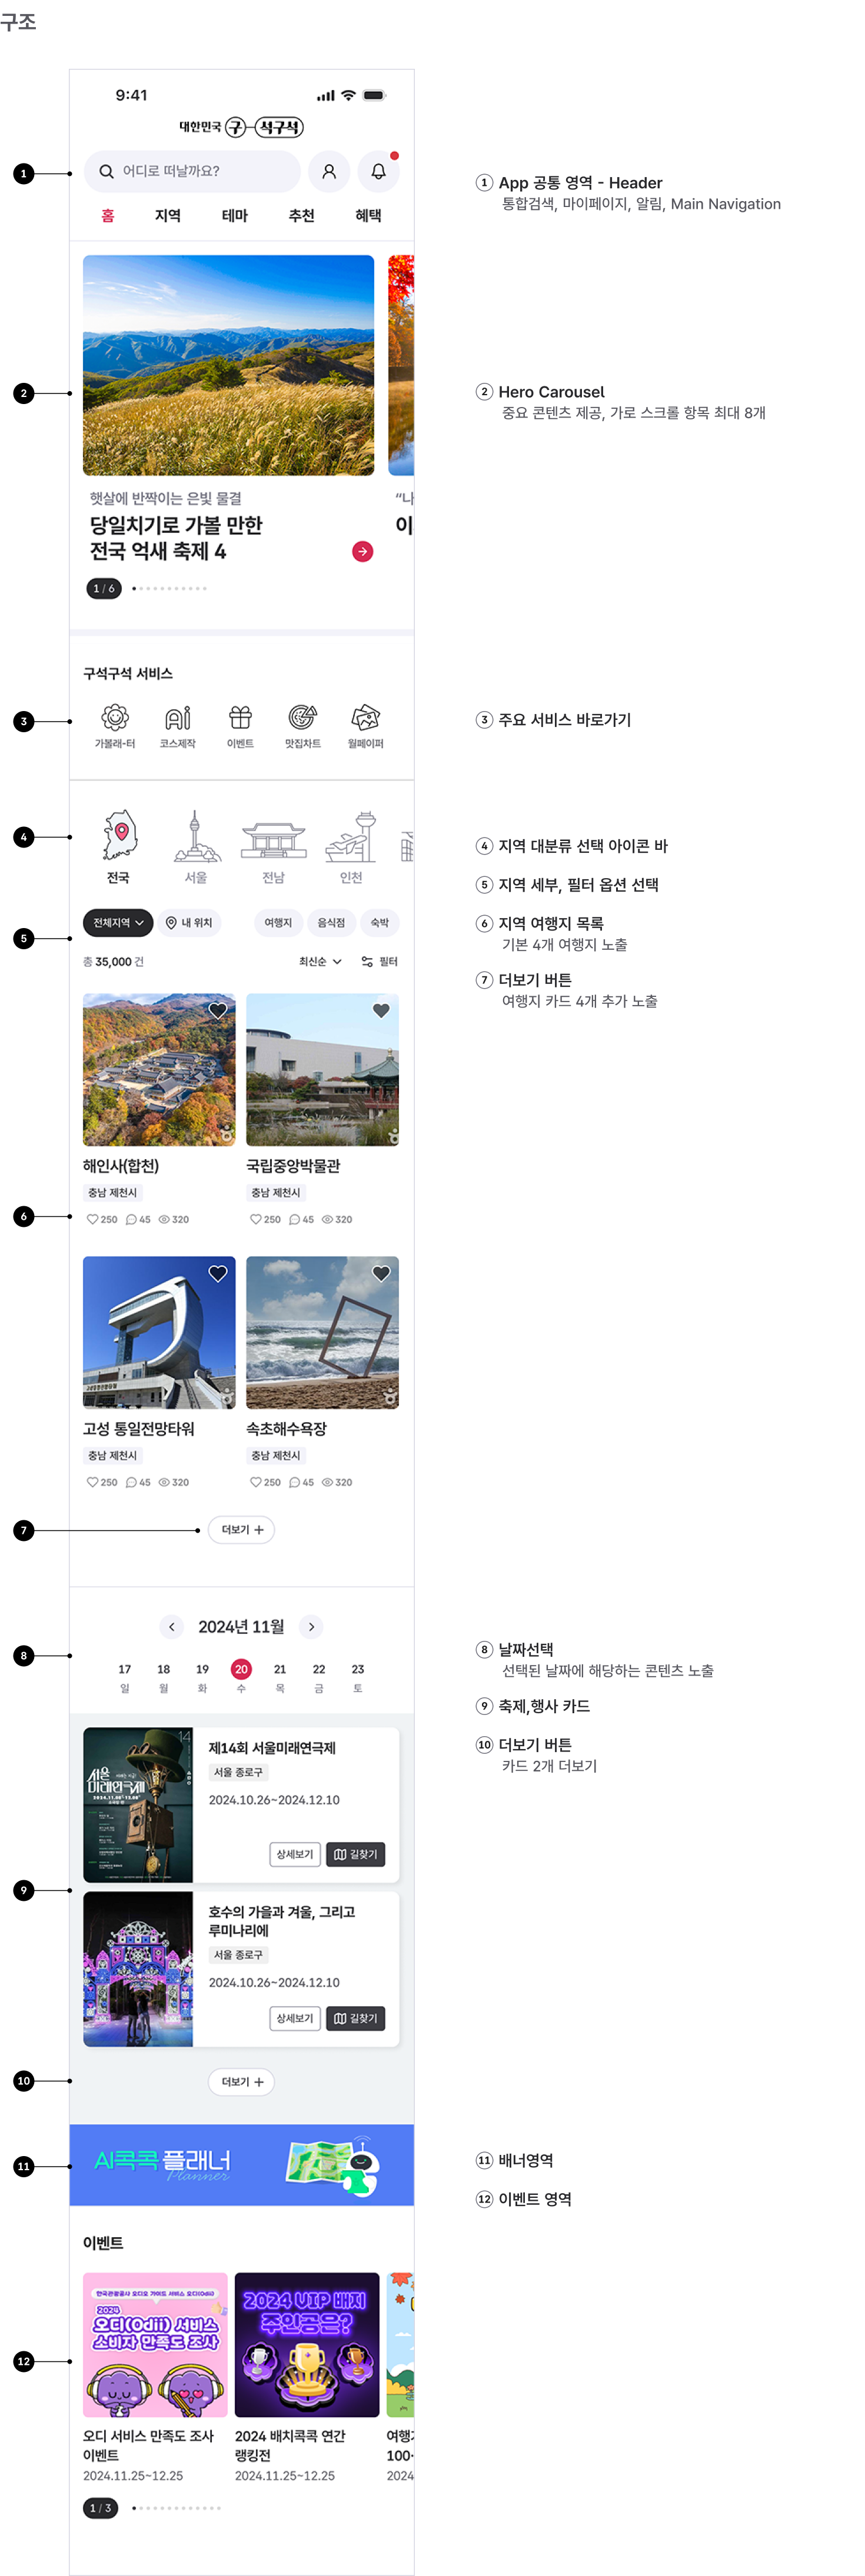 구조
9:41
대한민국 구석구석
1
어디로 떠날까요?
① App 공통 영역 - Header
통합검색, 마이페이지, 알림, Main Navigation
홈 지역 테마 추천 혜택
2
② Hero Carousel
중요 콘텐츠 제공, 가로 스크롤 항목 최대 8개
햇살에 반짝이는 은빛 물결
당일치기로 가볼 만한
전국 억새 축제 4
“나
이
1 / 6
구석구석 서비스
3
③ 주요 서비스 바로가기
가볼래-터 코스제작 이벤트 맛집차트 월페이퍼
4
④ 지역 대분류 선택 아이콘 바
전국 서울 전남 인천
⑤ 지역 세부, 필터 옵션 선택
5
전체지역 내 위치 여행지 음식점 숙박
⑥ 지역 여행지 목록
기본 4개 여행지 노출
총 35,000 건 최신순 필터
⑦ 더보기 버튼
여행지 카드 4개 추가 노출
해인사(합천) 국립중앙박물관
충남 제천시 충남 제천시
6
250 45 320 250 45 320
고성 통일전망타워 속초해수욕장
충남 제천시 충남 제천시
250 45 320 250 45 320
7
더보기 +
2024년 11월
8
⑧ 날짜선택
선택된 날짜에 해당하는 콘텐츠 노출
17 18 19 20 21 22 23
일 월 화 수 목 금 토
⑨ 축제,행사 카드
⑩ 더보기 버튼
카드 2개 더보기
14
서울
미래연극제
제14회 서울미래연극제
서울 종로구
2024.10.26~2024.12.10
상세보기 길찾기
9
호수의 가을과 겨울, 그리고
루미나리에
서울 종로구
2024.10.26~2024.12.10
상세보기 길찾기
10
더보기 +
11
AI콕콕 플래너
Planner
⑪ 배너영역
⑫ 이벤트 영역
이벤트
한국관광공사 오디오 가이드 서비스 오디(Odii)
2024
오디(Odii) 서비스
소비자 만족도 조사
2024 VIP 배지
주인공은?
12
오디 서비스 만족도 조사
이벤트
2024.11.25~12.25
2024 배치콕콕 연간
랭킹전
2024.11.25~12.25
100
2024
1 / 3